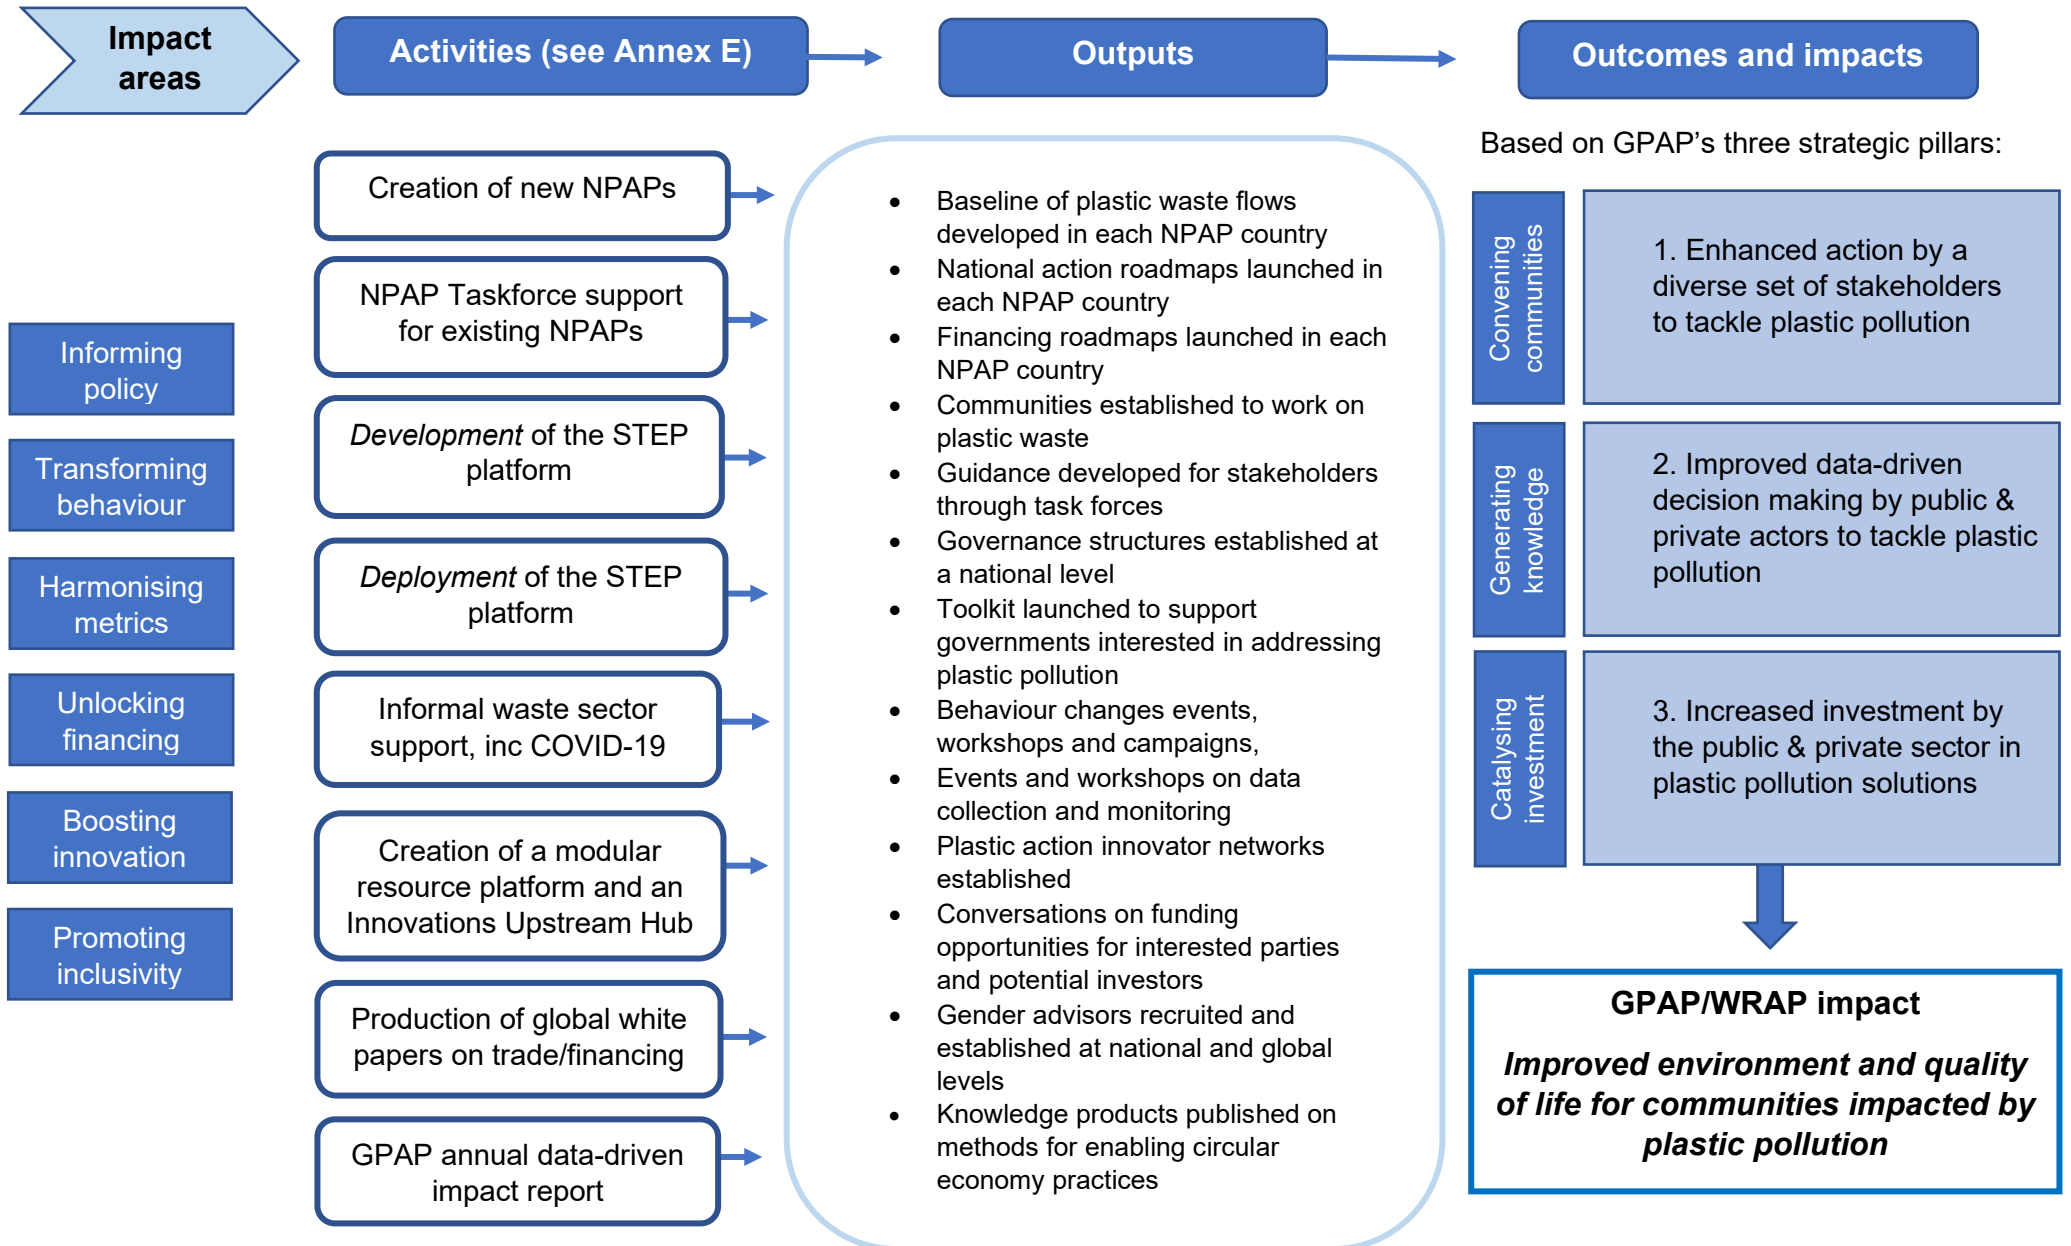 Impact
areas
Activities (see Annex E)
Outputs
Outcomes and impacts
Informing
policy
Transforming
behaviour
Harmonising
metrics
Unlocking
financing
Boosting
innovation
Promoting
inclusivity
Creation of new NPAPs
NPAP Taskforce support
for existing NPAPs
Development of the STEP
platform
Deployment of the STEP
platform
Informal waste sector
support, inc COVID-19
Creation of a modular
resource platform and an
Innovations Upstream Hub
Production of global white
papers on trade/financing
GPAP annual data-driven
impact report
• Baseline of plastic waste flows
developed in each NPAP country
• National action roadmaps launched in
each NPAP country
• Financing roadmaps launched in each
NPAP country
• Communities established to work on
plastic waste
• Guidance developed for stakeholders
through task forces
• Governance structures established at
a national level
• Toolkit launched to support
governments interested in addressing
plastic pollution
• Behaviour changes events,
workshops and campaigns,
• Events and workshops on data
collection and monitoring
• Plastic action innovator networks
established
• Conversations on funding
opportunities for interested parties
and potential investors
• Gender advisors recruited and
established at national and global
levels
• Knowledge products published on
methods for enabling circular
economy practices
Based on GPAP’s three strategic pillars:
Convening
communities
1. Enhanced action by a
diverse set of stakeholders
to tackle plastic pollution
Generating
knowledge
2. Improved data-driven
decision making by public &
private actors to tackle plastic
pollution
Catalysing
investment
3. Increased investment by
the public & private sector in
plastic pollution solutions
GPAP/WRAP impact
Improved environment and quality
of life for communities impacted by
plastic pollution